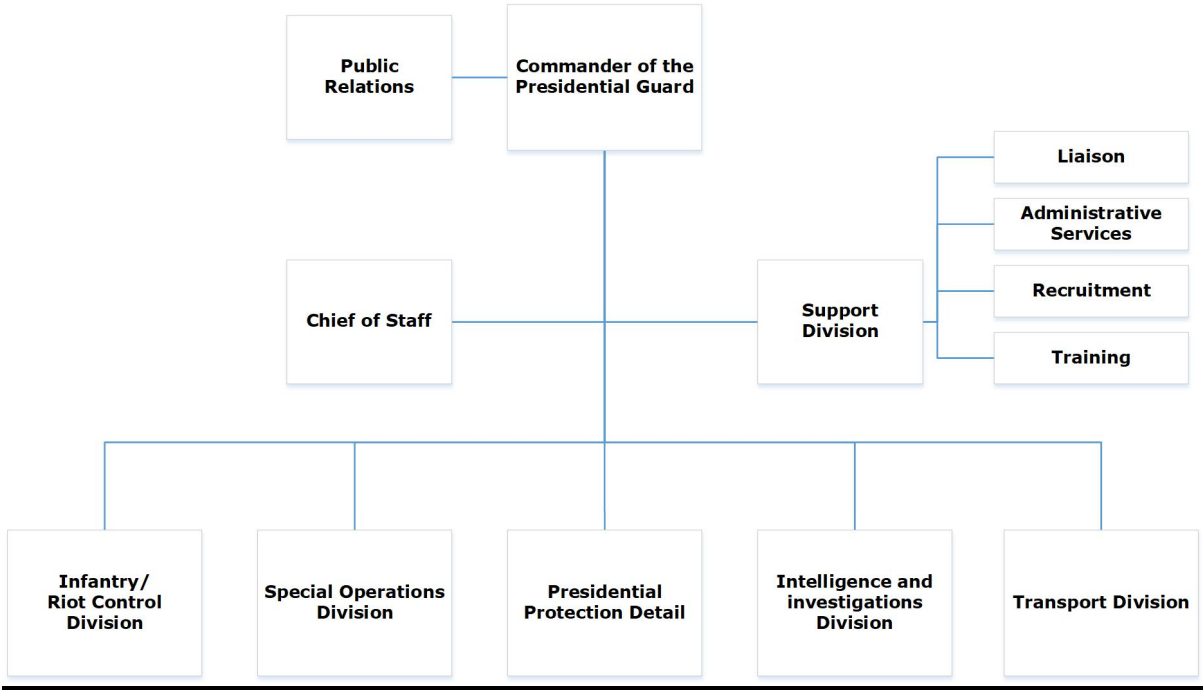 Public
Relations
Commander of the
Presidential Guard
Liaison
Administrative
Services
Recruitment
Training
Chief of Staff
Support
Division
Infantry/
Riot Control
Division
Special Operations
Division
Presidential
Protection Detail
Intelligence and
investigations
Division
Transport Division